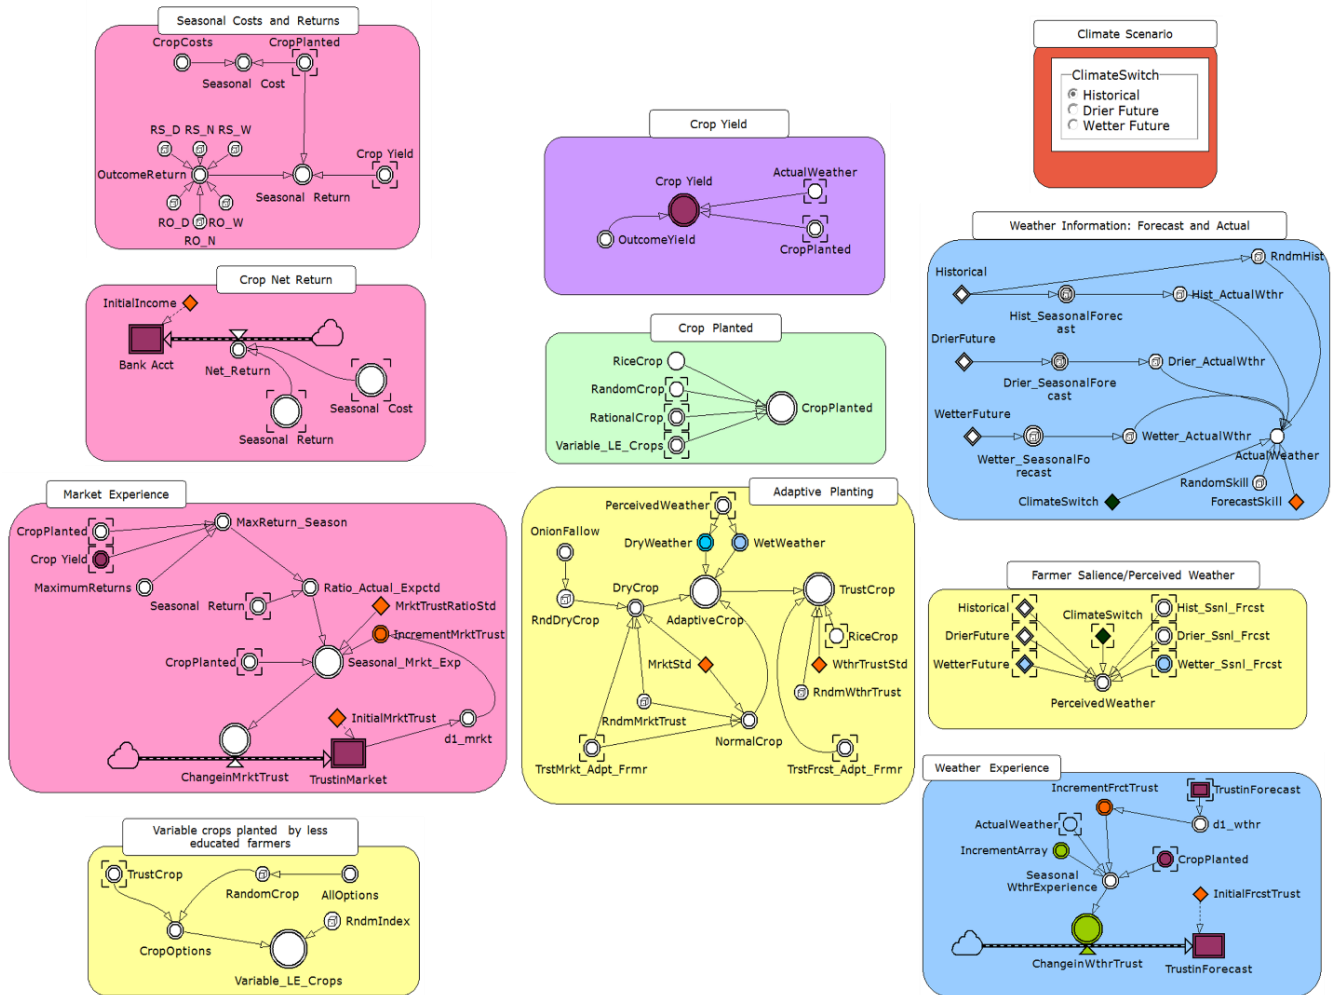 Seasonal Costs and Returns
CropCosts
CropPlanted
Seasonal Cost
RS_D
RS_N
RS_W
Crop Yield
OutcomeReturn
Seasonal Return
RO_D
RO_W
RO_N
Crop Net Return
InitialIncome
Bank Acct
Net_Return
Seasonal Cost
Seasonal Return
Market Experience
CropPlanted
MaxReturn_Season
Crop Yield
MaximumReturns
Ratio_Actual_Expctd
Seasonal Return
MrktTrustRatioStd
IncrementMrktTrust
CropPlanted
Seasonal_Mrkt_Exp
InitialMrktTrust
d1_mrkt
ChangeinMrktTrust
TrustinMarket
Variable crops planted by less
educated farmers
TrustCrop
RandomCrop
AllOptions
RndmIndex
CropOptions
Variable_LE_Crops
Crop Yield
Crop Yield
ActualWeather
OutcomeYield
CropPlanted
Crop Planted
RiceCrop
RandomCrop
RationalCrop
CropPlanted
Variable_LE_Crops
Adaptive Planting
PerceivedWeather
OnionFallow
DryWeather
WetWeather
DryCrop
TrustCrop
RndDryCrop
AdaptiveCrop
RiceCrop
MrktStd
WthrTrustStd
RndmWthrTrust
RndmMrktTrust
NormalCrop
TrstMrkt_Adpt_Frmr
TrstFrcst_Adpt_Frmr
Climate Scenario
ClimateSwitch
Historical
Drier Future
Wetter Future
Weather Information: Forecast and Actual
RndmHist
Historical
Hist_ActualWthr
Hist_SeasonalForec
ast
DrierFuture
Drier_ActualWthr
Drier_SeasonalFore
cast
WetterFuture
Wetter_ActualWthr
Wetter_SeasonalFo
recast
ActualWeather
RandomSkill
ClimateSwitch
ForecastSkill
Farmer Salience/Perceived Weather
Historical
ClimateSwitch
Hist_Ssnl_Frcst
DrierFuture
Drier_Ssnl_Frcst
WetterFuture
Wetter_Ssnl_Frcst
PerceivedWeather
Weather Experience
IncrementFrctTrust
TrustinForecast
ActualWeather
d1_wthr
IncrementArray
CropPlanted
Seasonal
WthrExperience
InitialFrcstTrust
ChangeinWthrTrust
TrustinForecast